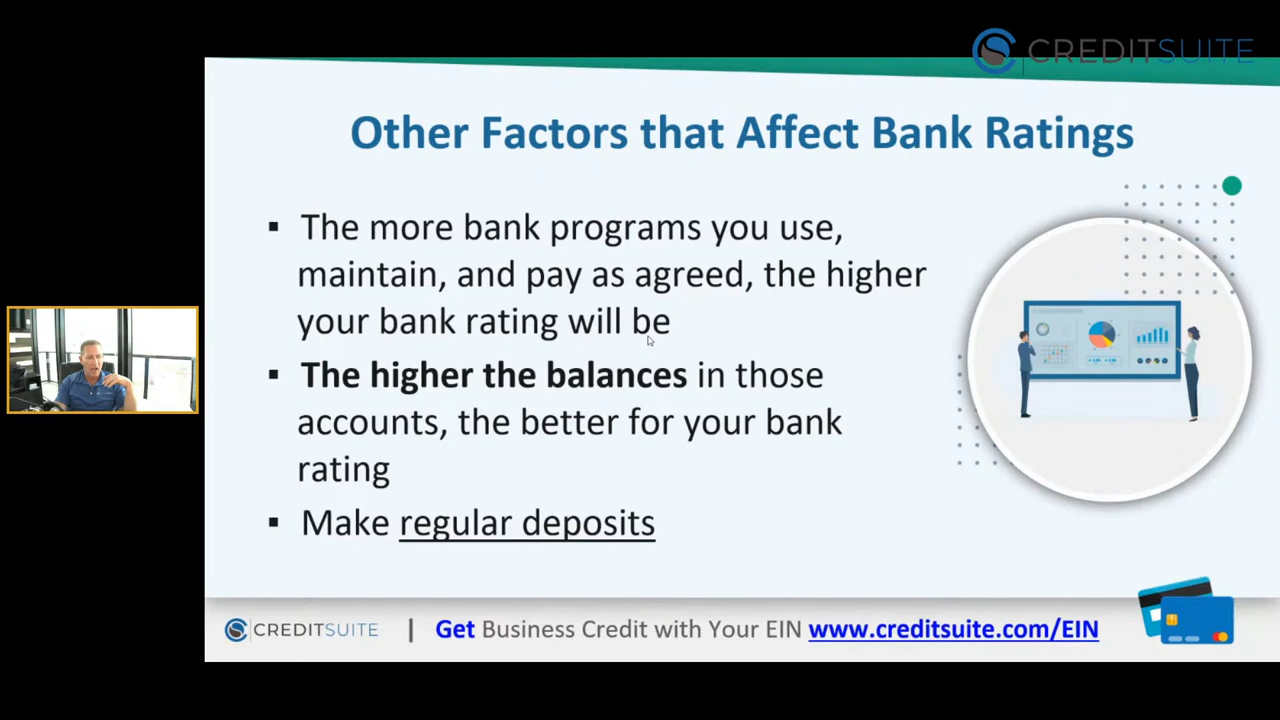 CREDITSUITE
Other Factors that Affect Bank Ratings
▪ The more bank programs you use,
maintain, and pay as agreed, the higher
your bank rating will be
▪ The higher the balances in those
accounts, the better for your bank
rating
▪ Make regular deposits
CREDITSUITE | Get Business Credit with Your EIN www.creditsuite.com/EIN